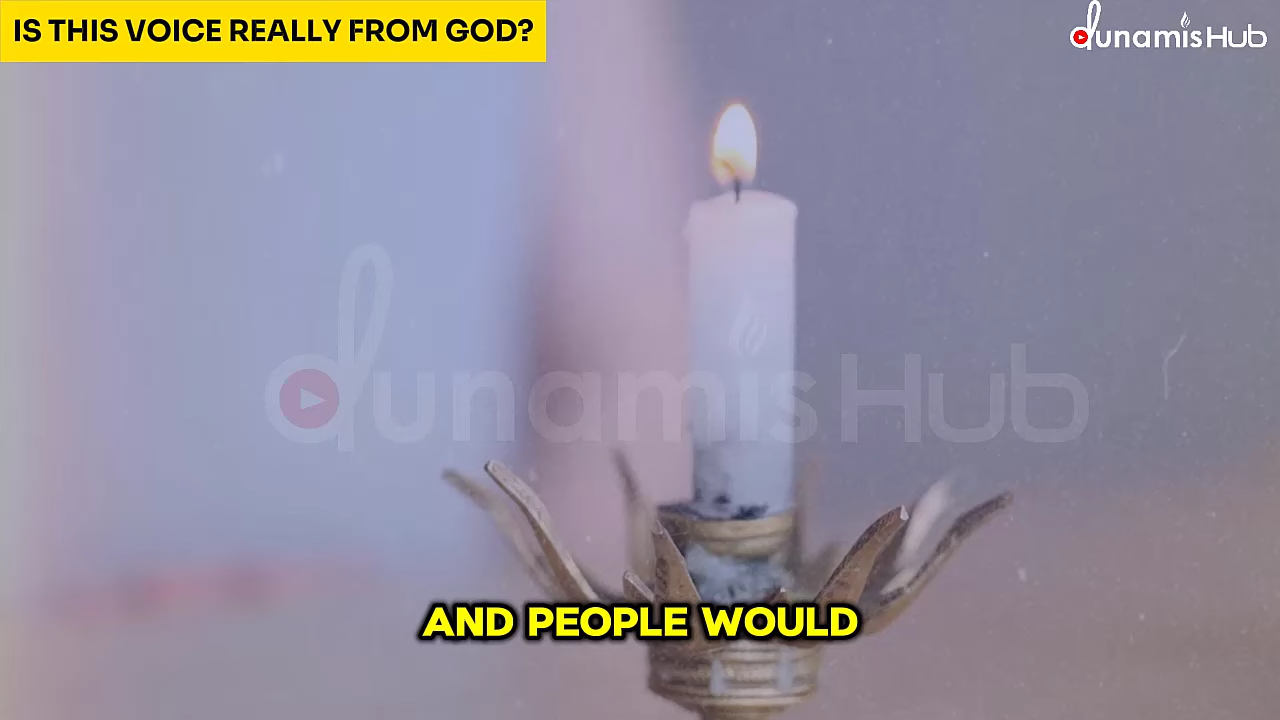 IS THIS VOICE REALLY FROM GOD?
dunamis Hub
dunamis Hub
AND PEOPLE WOULD